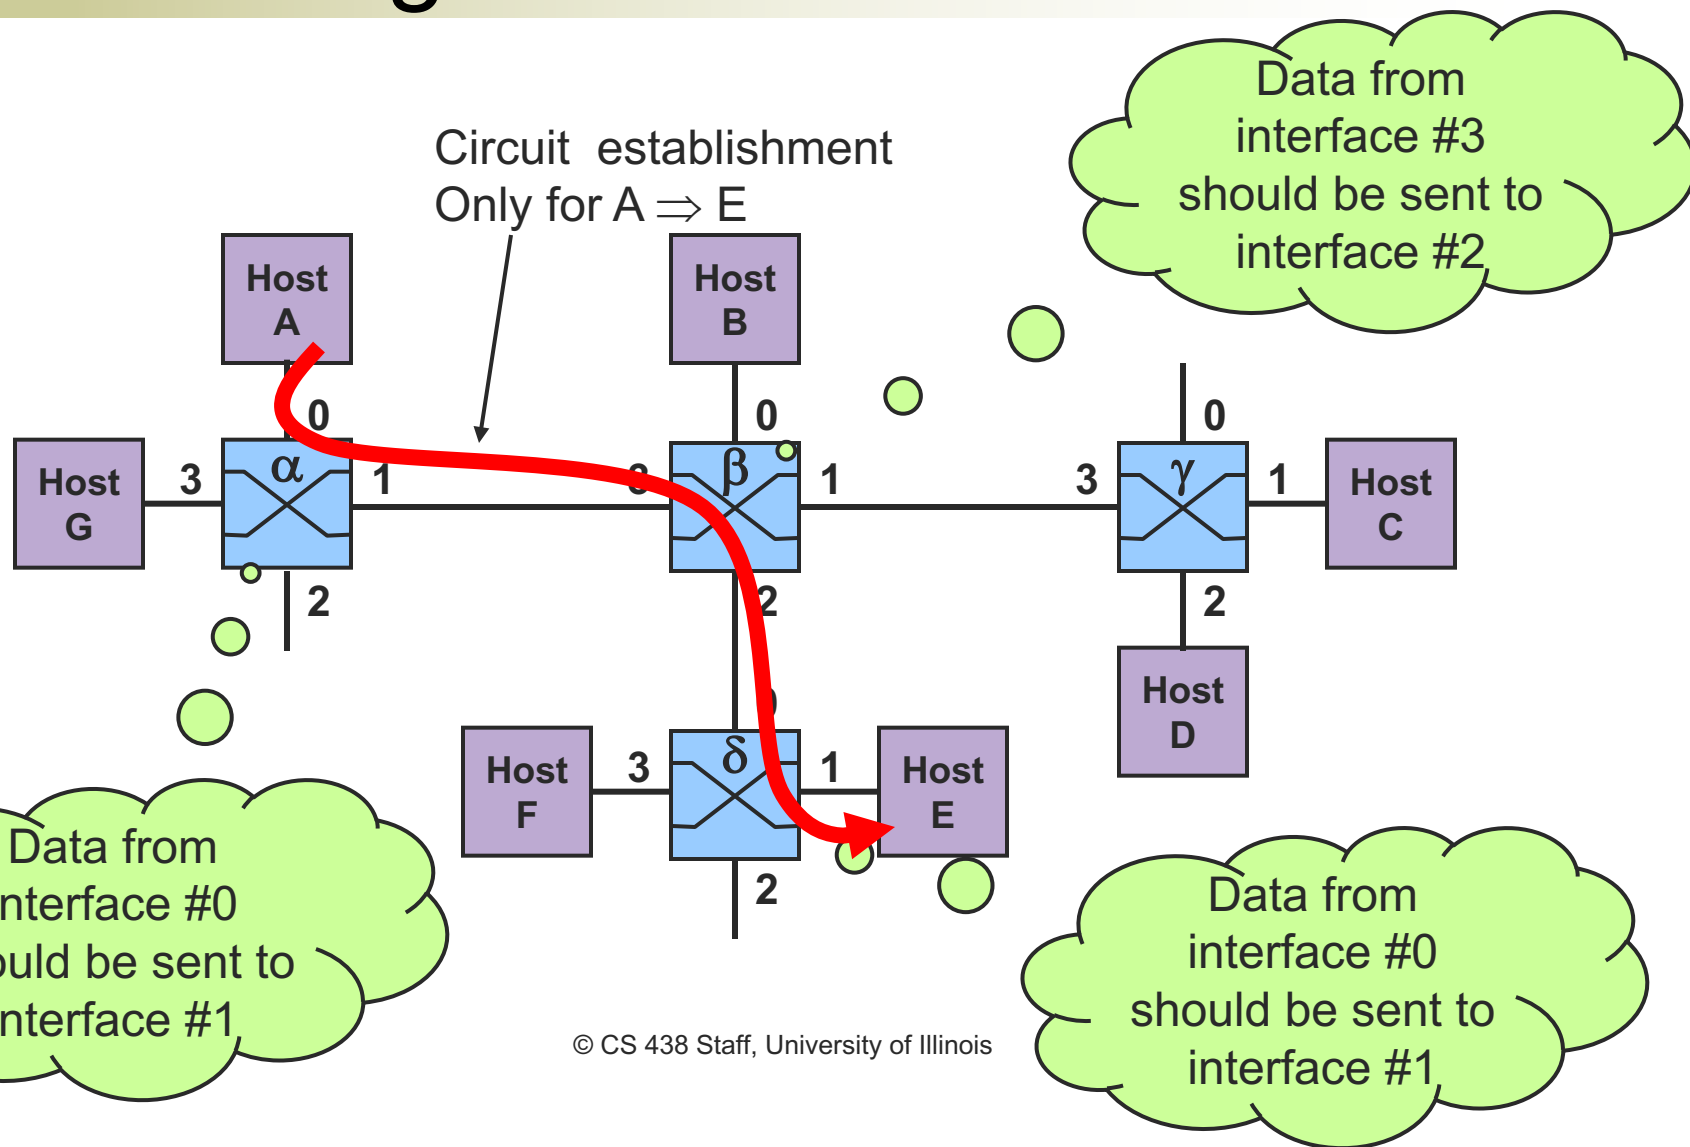 Data from
interface #3
should be sent to
interface #2
Circuit establishment
Only for A ⇒ E
Host
A
Host
B
0
0
0
Host
G
3
α
1
3
β
1
3
γ
1
Host
C
2
2
2
Host
D
Host
F
3
δ
0
1
Host
E
2
Data from
nterface #0
ould be sent to
nterface #1
Data from
interface #0
should be sent to
interface #1
© CS 438 Staff, University of Illinois